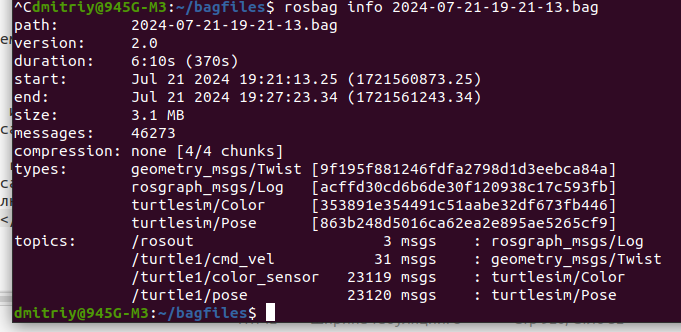 ^Cdmitriy@945G-M3:~/bagfiles$ rosbag info 2024-07-21-19-21-13.bag
path:        2024-07-21-19-21-13.bag
version:     2.0
duration:    6:10s (370s)
start:       Jul 21 2024 19:21:13.25 (1721560873.25)
end:         Jul 21 2024 19:27:23.34 (1721561243.34)
size:        3.1 MB
messages:    46273
compression: none [4/4 chunks]
types:       geometry_msgs/Twist [9f195f881246fdfa2798d1d3eebca84a]
             rosgraph_msgs/Log   [acffd30cd6b6de30f120938c17c593fb]
             turtlesim/Color     [353891e354491c51aabe32df673fb446]
             turtlesim/Pose      [863b248d5016ca62ea2e895ae5265cf9]
topics:      /rosout                    3 msgs    : rosgraph_msgs/Log
             /turtle1/cmd_vel          31 msgs    : geometry_msgs/Twist
             /turtle1/color_sensor  23119 msgs    : turtlesim/Color
             /turtle1/pose          23120 msgs    : turtlesim/Pose
dmitriy@945G-M3:~/bagfiles$